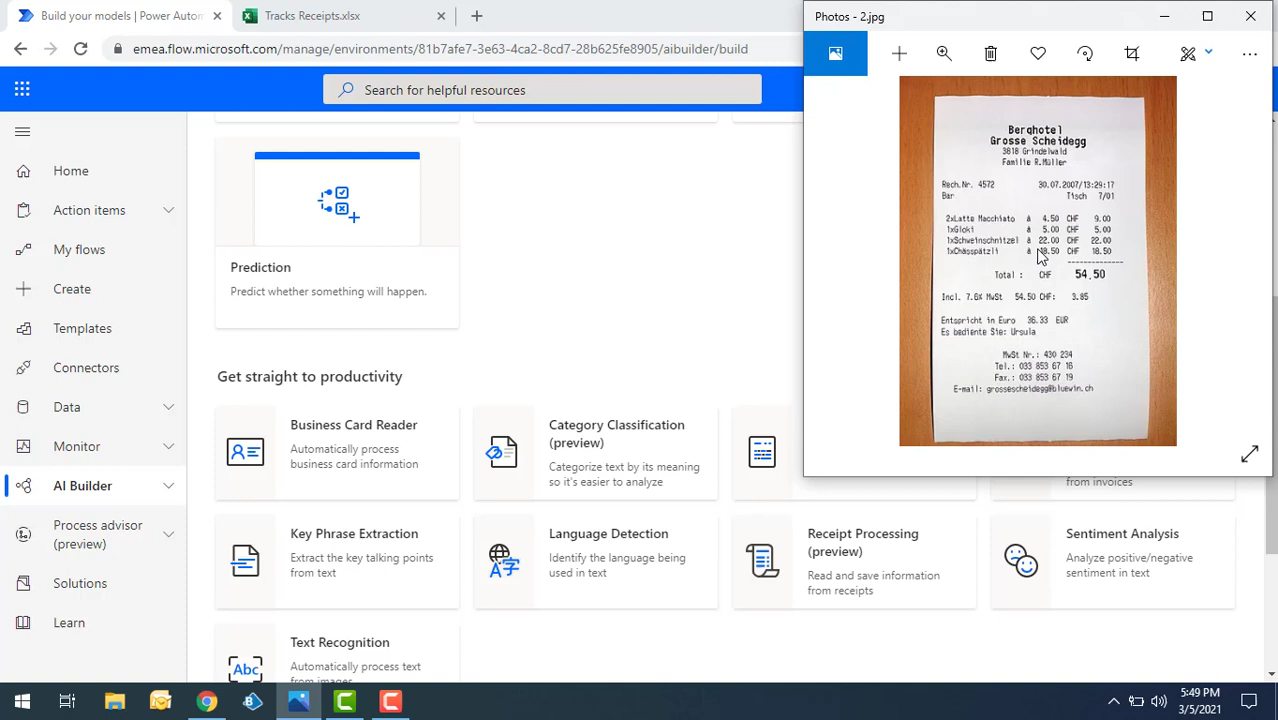 Build your models | Power Autom
Tracks Receipts.xlsx
emea.flow.microsoft.com/manage/environments/81b7afe7-3e63-4ca2-8cd7-28b625fe8905/aibuilder/build
Search for helpful resources
Home
Action items
My flows
Create
Templates
Connectors
Data
Monitor
AI Builder
Process advisor
(preview)
Solutions
Learn
Prediction
Predict whether something will happen.
Get straight to productivity
Business Card Reader
Automatically process
business card information
Category Classification
(preview)
Categorize text by its meaning
so it's easier to analyze
from invoices
Key Phrase Extraction
Extract the key talking points
from text
Language Detection
Identify the language being
used in text
A字
Receipt Processing
(preview)
Read and save information
from receipts
Sentiment Analysis
Analyze positive/negative
sentiment in text
Text Recognition
Automatically process text
Abc
Photos - 2.jpg
Berghotel
Grosse Scheidegg
3818 Grindelwald
Familie R.Müller
Rech.Nr. 4572 30.07.2007/13:29:17
Bar Tisch 7/01
2xLatte Macchiato à 4.50 CHF 9.00
1xGloki à 5.00 CHF 5.00
1xSchweinschnitzel à 22.00 CHF 22.00
1xChässpätzli à 18.50 CHF 18.50
Total : CHF 54.50
Incl. 7.6% MwSt 54.50 CHF: 3.85
Entspricht in Euro 36.33 EUR
Es bediente Sie: Ursula
MwSt Nr.: 430 234
Tel.: 033 853 67 16
Fax.: 033 853 67 19
E-mail: grossescheidegg@bluewin.ch
5:49 PM
3/5/2021